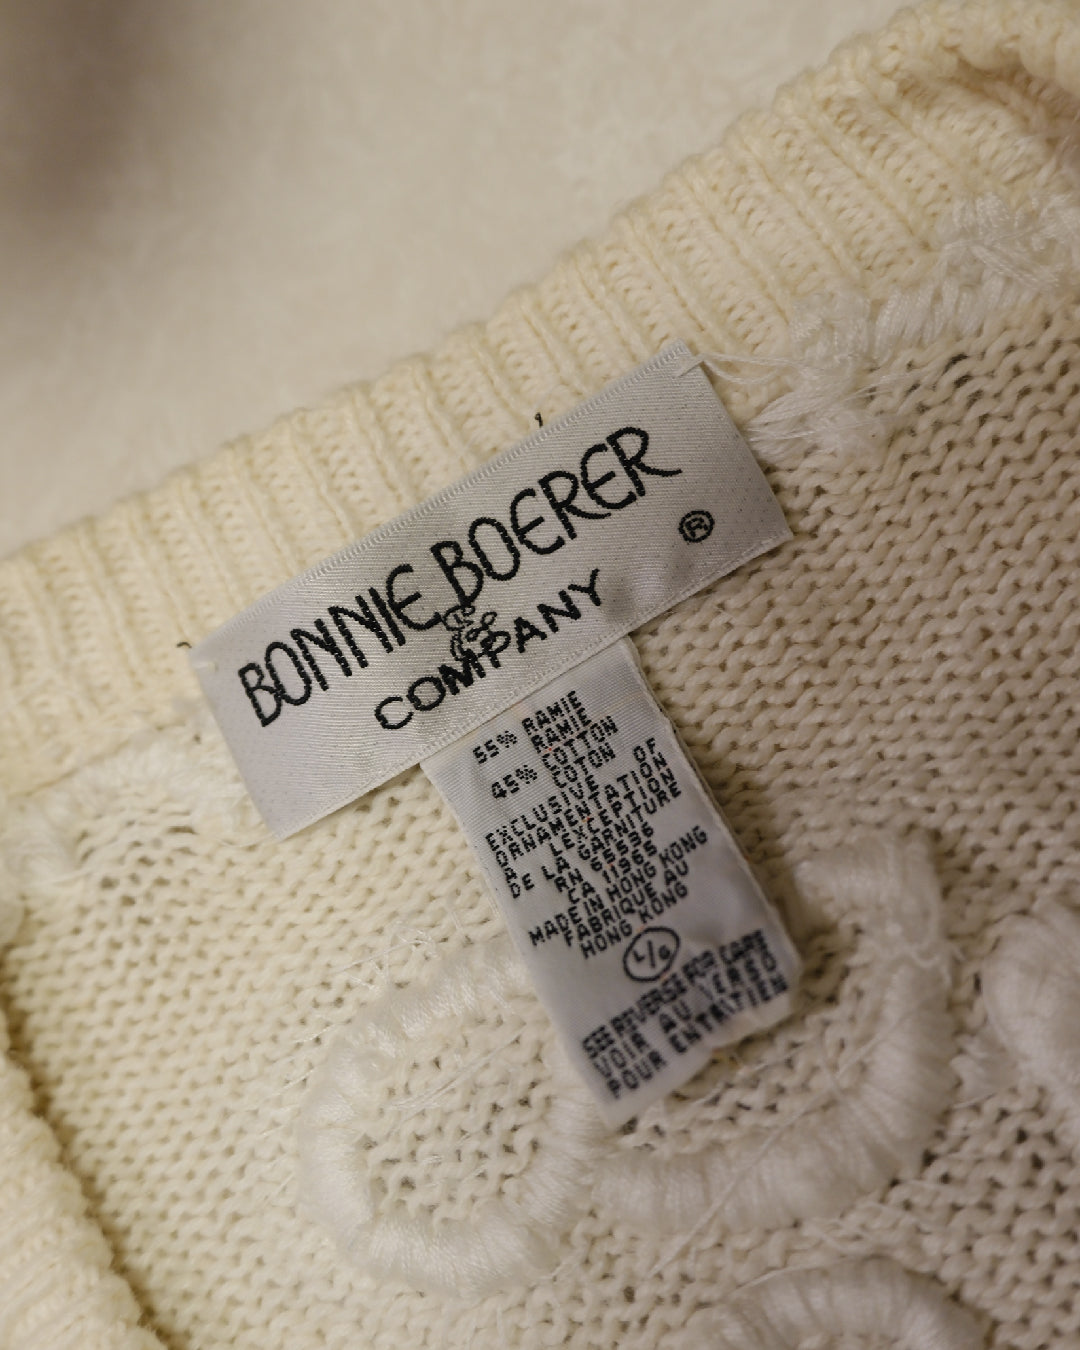 BONNIE BOERER
&
COMPANY ®
55% RAMIE
RAMIE
45% COTTON
COTON
EXCLUSIVE OF
ORNAMENTATION
A L'EXCEPTION
DE LA GARNITURE
RN 65536
CA 11965
MADE IN HONG KONG
FABRIQUE AU
HONG KONG
L/G
SEE REVERSE FOR CARE
VOIR AU VERSO
POUR ENTRETIEN